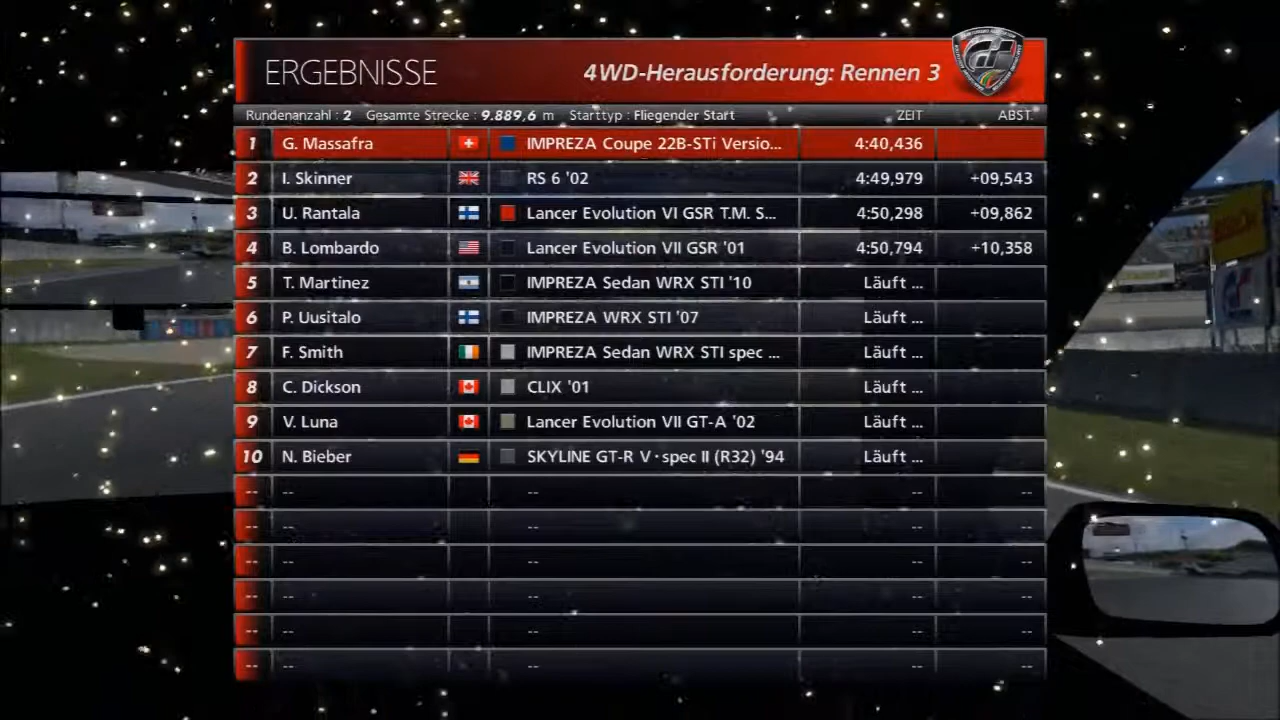 ERGEBNISSE 4WD-Herausforderung: Rennen 3
Rundenanzahl : 2 Gesamte Strecke : 9.889,6 m Starttyp : Fliegender Start ZEIT ABST.
1 G. Massafra IMPREZA Coupe 22B-STi Versio... 4:40,436
2 I. Skinner RS 6 '02 4:49,979 +09,543
3 U. Rantala Lancer Evolution VI GSR T.M. S... 4:50,298 +09,862
4 B. Lombardo Lancer Evolution VII GSR '01 4:50,794 +10,358
5 T. Martinez IMPREZA Sedan WRX STI '10 Läuft ...
6 P. Uusitalo IMPREZA WRX STI '07 Läuft ...
7 F. Smith IMPREZA Sedan WRX STI spec ... Läuft ...
8 C. Dickson CLIX '01 Läuft ...
9 V. Luna Lancer Evolution VII GT-A '02 Läuft ...
10 N. Bieber SKYLINE GT-R V·spec II (R32) '94 Läuft ...
-- -- -- -- --
-- -- -- -- --
-- -- -- -- --
-- -- -- -- --
-- -- -- -- --
-- -- -- -- --